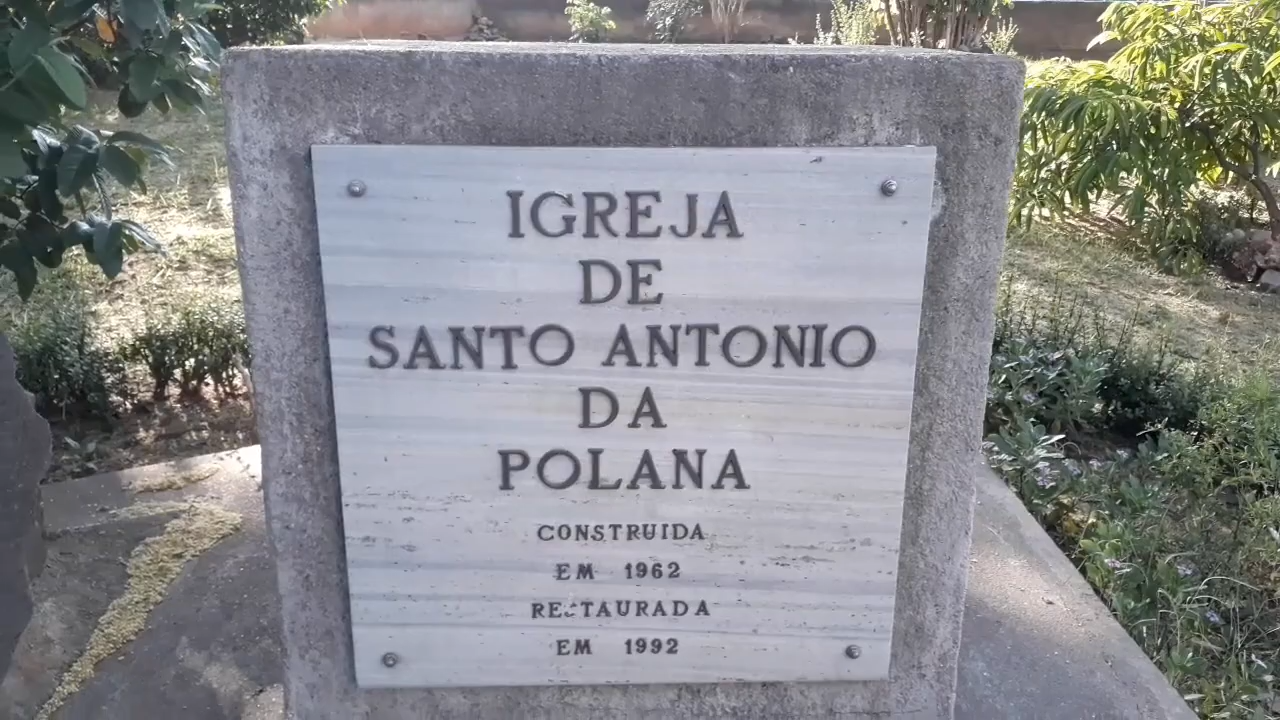 IGREJA
DE
SANTO ANTONIO
DA
POLANA
CONSTRUIDA
EM 1962
RESTAURADA
EM 1992